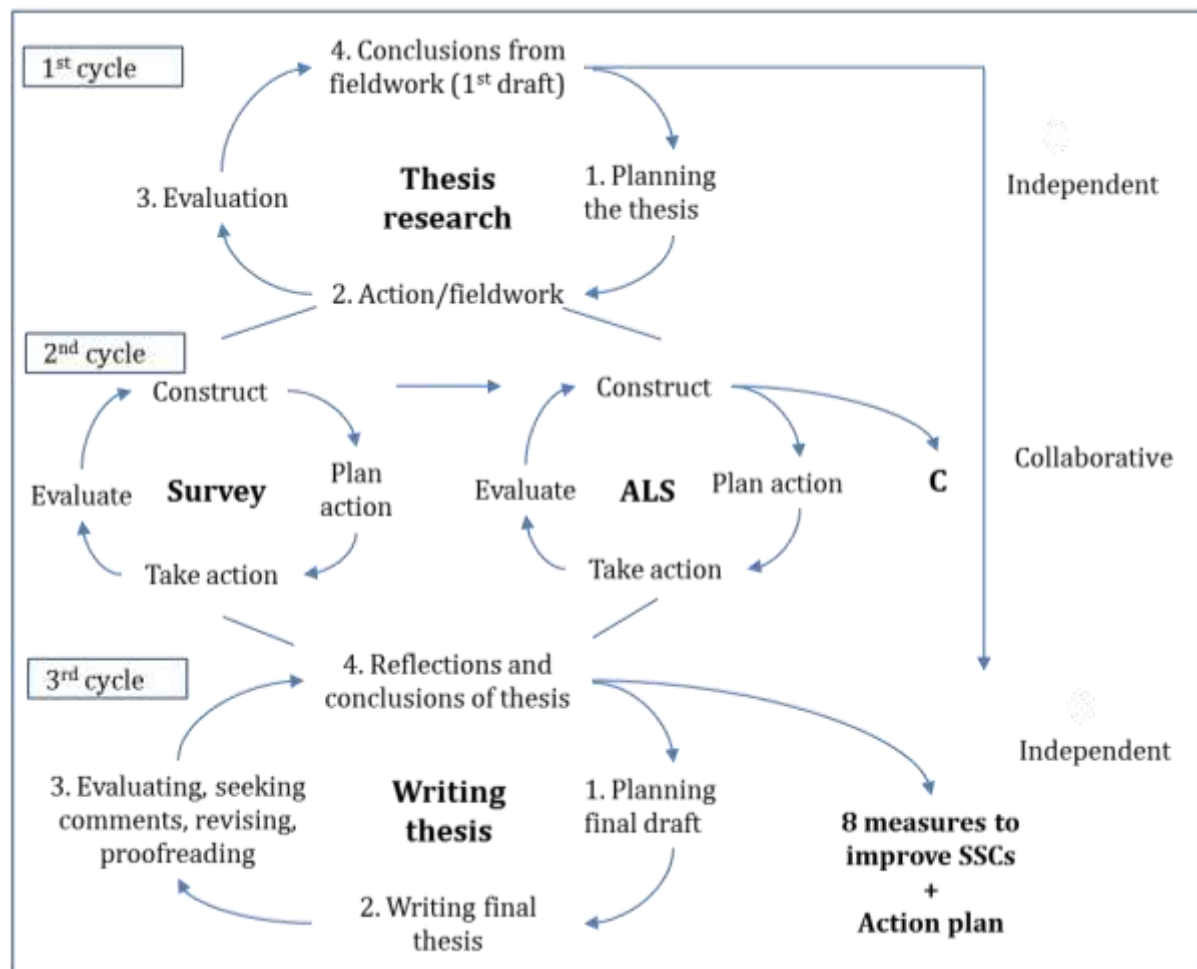 1st cycle
4. Conclusions from
fieldwork (1st draft)
3. Evaluation
Thesis
research
1. Planning
the thesis
Independent
2. Action/fieldwork
2nd cycle
Construct
Evaluate
Survey
Plan
action
Take action
Construct
Evaluate
ALS
Plan action
C
Collaborative
Take action
3rd cycle
4. Reflections and
conclusions of thesis
Independent
3. Evaluating, seeking
comments, revising,
proofreading
Writing
thesis
1. Planning
final draft
2. Writing final
thesis
8 measures to
improve SSCs
+
Action plan